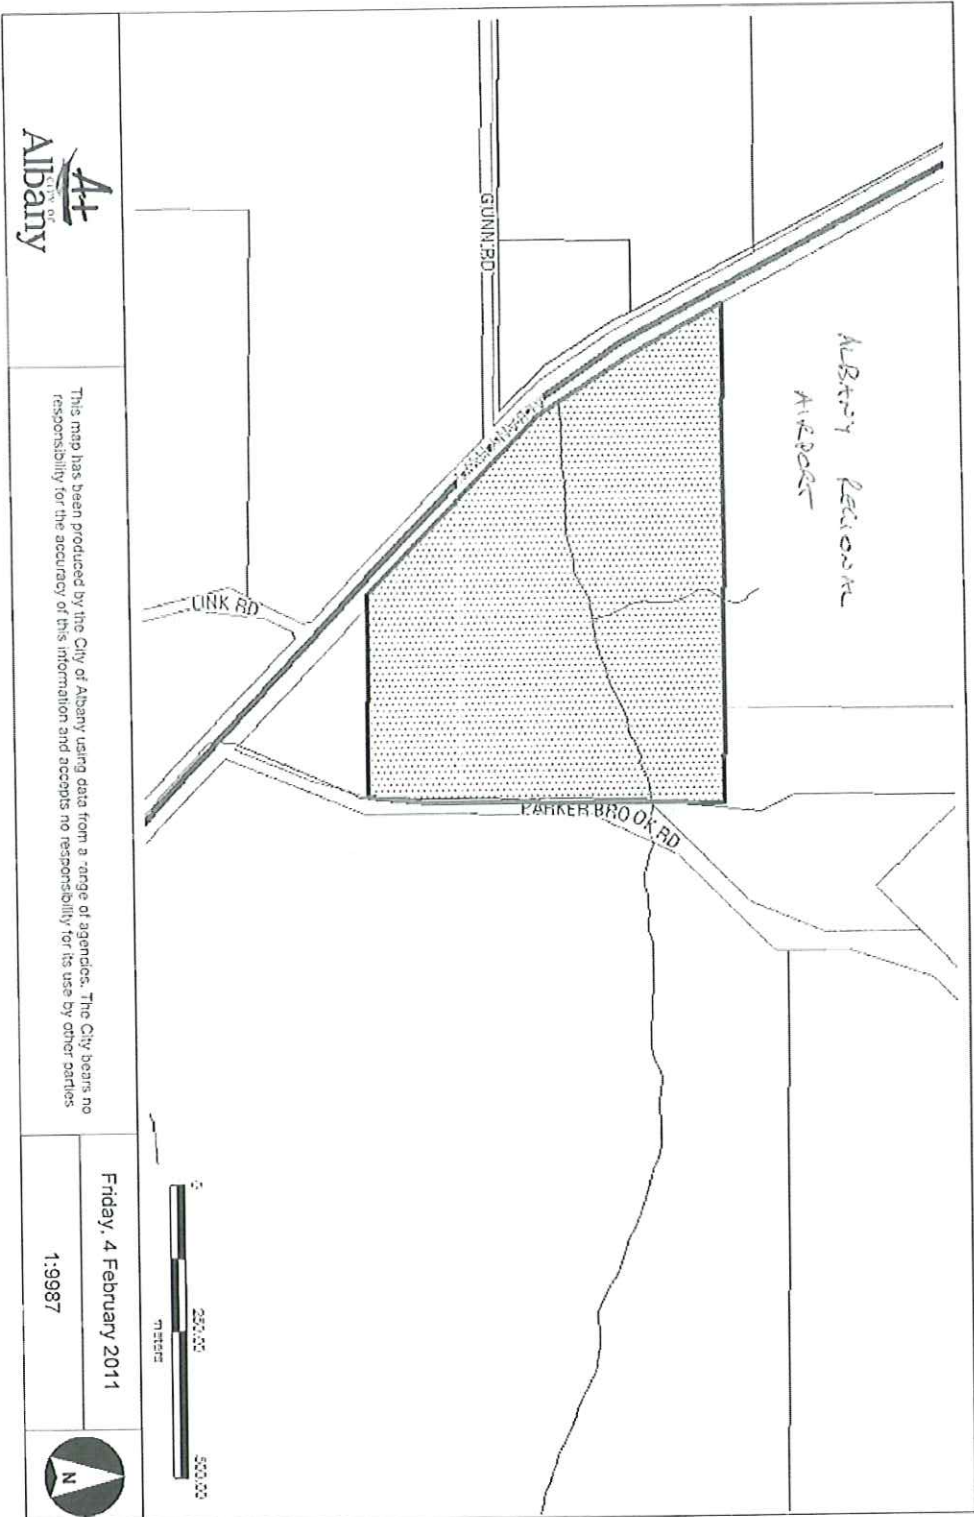 ALBANY REGIONAL
AIRPORT
GUNN RD
LINK RD
PARKER BROOK RD
0
250.00
500.00
meters
CITY OF
Albany
This map has been produced by the City of Albany using data from a range of agencies. The City bears no
responsibility for the accuracy of this information and accepts no responsibility for its use by other parties
Friday, 4 February 2011
1:9987
N